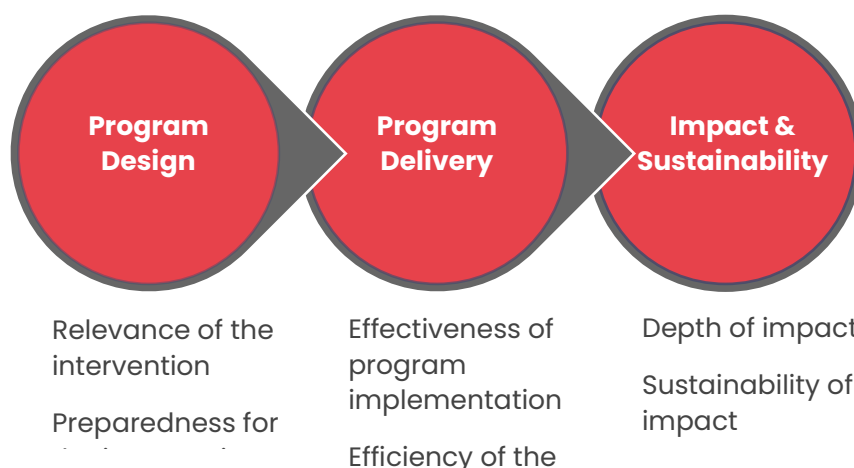 Program
Design
Program
Delivery
Impact &
Sustainability
Relevance of the
intervention
Preparedness for
Effectiveness of
program
implementation
Efficiency of the
Depth of impact
Sustainability of
impact